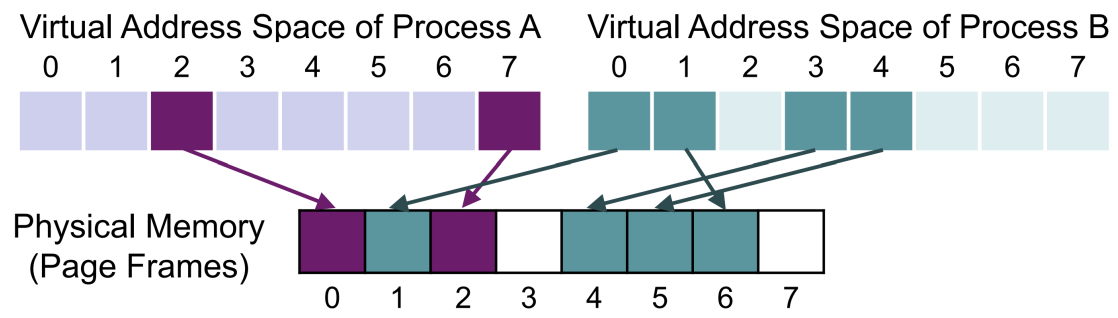 Virtual Address Space of Process A
0 1 2 3 4 5 6 7
Virtual Address Space of Process B
0 1 2 3 4 5 6 7
Physical Memory
(Page Frames)
0 1 2 3 4 5 6 7